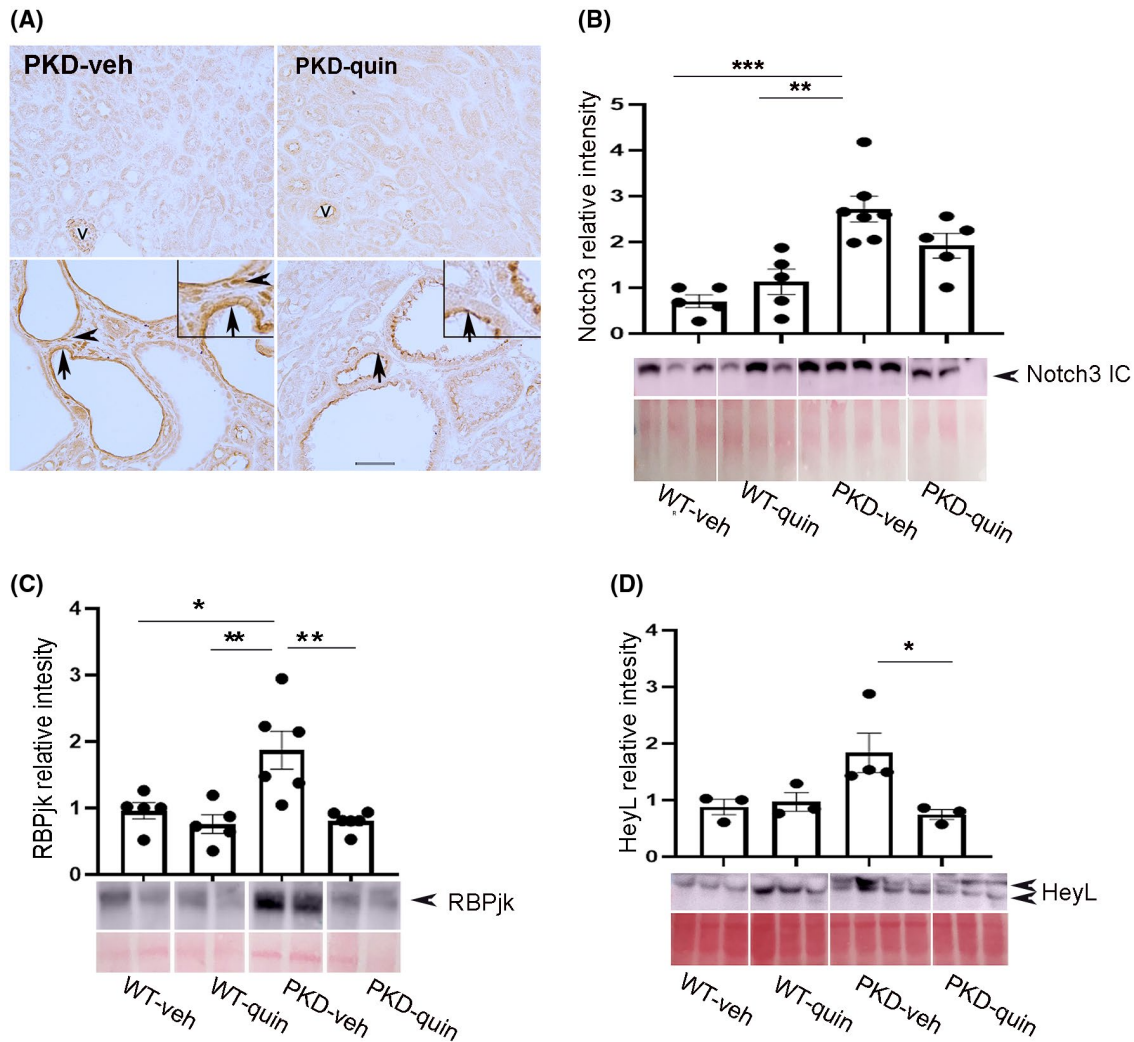 (A)
PKD-veh
PKD-quin
V
V
(B)
***
**
Notch3 relative intensity
5
4
3
2
1
0
Notch3 IC
WT-veh
WT-quin
PKD-veh
PKD-quin
(C)
*
**
**
RBPjk relative intesity
4
3
2
1
0
RBPjk
WT-veh
WT-quin
PKD-veh
PKD-quin
(D)
*
HeyL relative intesity
4
3
2
1
0
HeyL
WT-veh
WT-quin
PKD-veh
PKD-quin